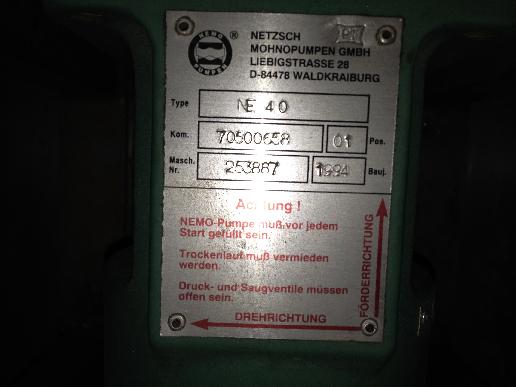 NEMO
PUMPEN
®
NETZSCH
MOHNOPUMPEN GMBH
LIEBIGSTRASSE 28
D-84478 WALDKRAIBURG
Type NE 40
Kom. 70500658 01 Pos.
Masch. Nr. 253887 1994 Bauj.
Achtung !
NEMO-Pumpe muß vor jedem
Start gefüllt sein.
Trockenlauf muß vermieden
werden.
Druck- und Saugventile müssen
offen sein.
DREHRICHTUNG
FÖRDERRICHTUNG